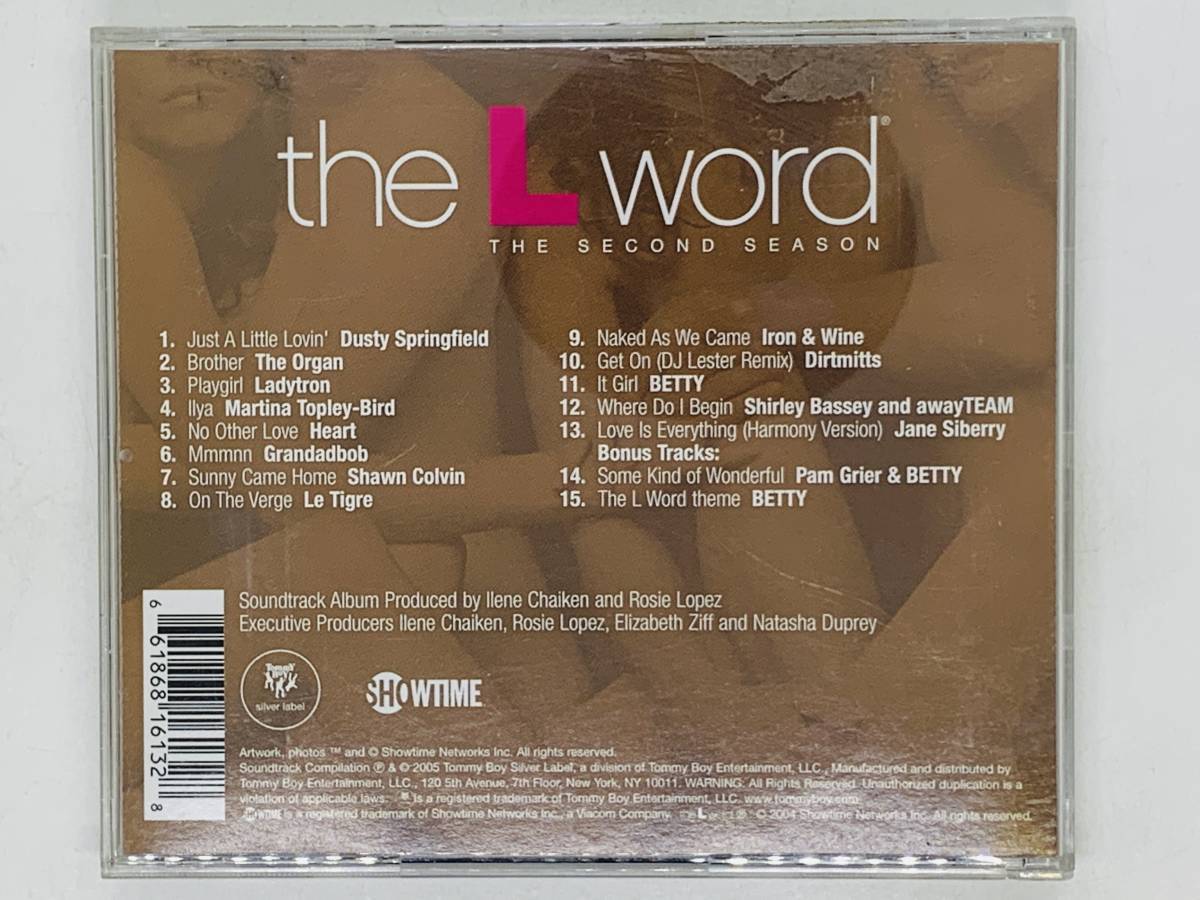 the L word®
THE SECOND SEASON
1. Just A Little Lovin' Dusty Springfield
2. Brother The Organ
3. Playgirl Ladytron
4. Ilya Martina Topley-Bird
5. No Other Love Heart
6. Mmmnn Grandadbob
7. Sunny Came Home Shawn Colvin
8. On The Verge Le Tigre
9. Naked As We Came Iron & Wine
10. Get On (DJ Lester Remix) Dirtmitts
11. It Girl BETTY
12. Where Do I Begin Shirley Bassey and awayTEAM
13. Love Is Everything (Harmony Version) Jane Siberry
Bonus Tracks:
14. Some Kind of Wonderful Pam Grier & BETTY
15. The L Word theme BETTY
Soundtrack Album Produced by Ilene Chaiken and Rosie Lopez
Executive Producers Ilene Chaiken, Rosie Lopez, Elizabeth Ziff and Natasha Duprey
6 61868 16132 8
Tommy Boy
silver label
SHOWTIME
Artwork, photos ™ and © Showtime Networks Inc. All rights reserved.
Soundtrack Compilation ℗ & © 2005 Tommy Boy Silver Label, a division of Tommy Boy Entertainment, LLC., Manufactured and distributed by
Tommy Boy Entertainment, LLC., 120 5th Avenue, 7th Floor, New York, NY 10011. WARNING: All Rights Reserved. Unauthorized duplication is a
violation of applicable laws. is a registered trademark of Tommy Boy Entertainment, LLC. www.tommyboy.com
SHOWTIME is a registered trademark of Showtime Networks Inc., a Viacom Company. © 2004 Showtime Networks Inc. All rights reserved.